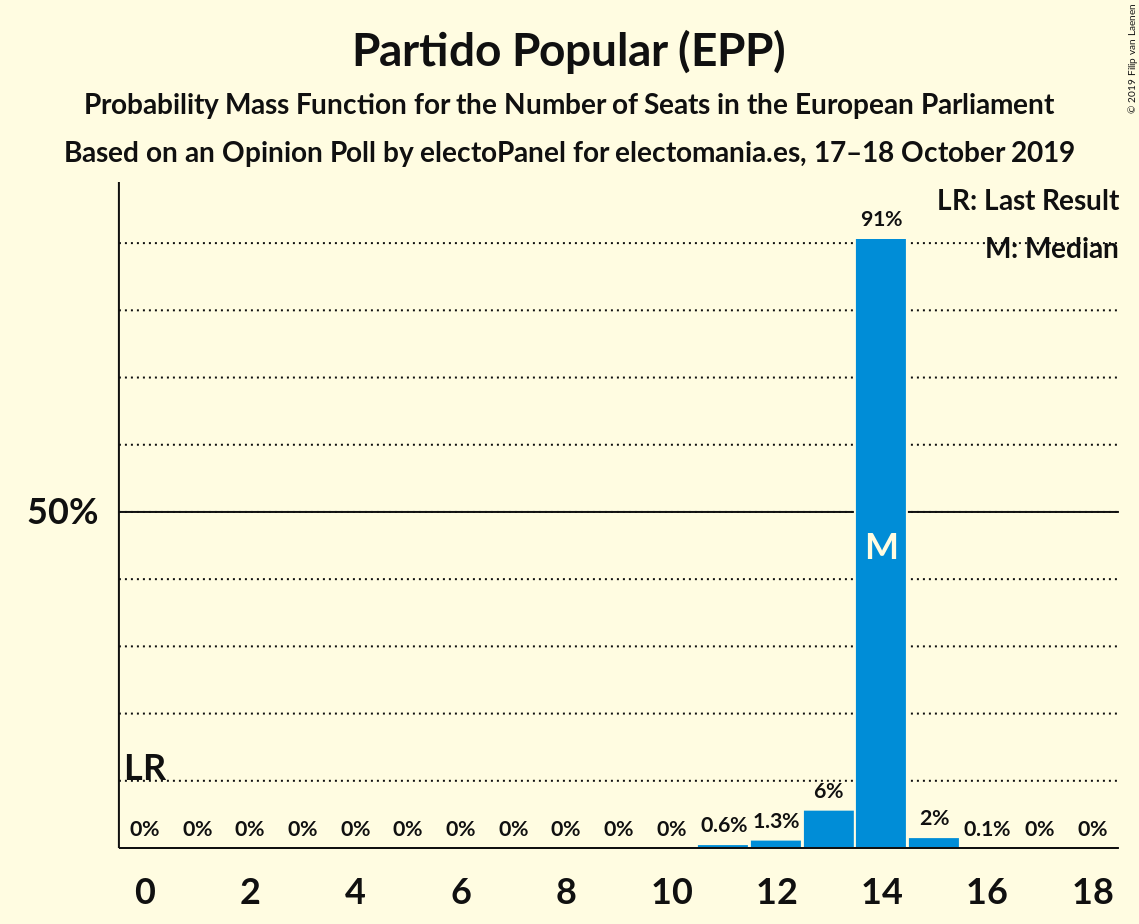 Partido Popular (EPP)
Probability Mass Function for the Number of Seats in the European Parliament
Based on an Opinion Poll by electoPanel for electomania.es, 17–18 October 2019
© 2019 Filip van Laenen
LR: Last Result
M: Median
91%
50%
M
LR
0% 0% 0% 0% 0% 0% 0% 0% 0% 0% 0% 0.6% 1.3% 6% 2% 0.1% 0% 0%
0 2 4 6 8 10 12 14 16 18